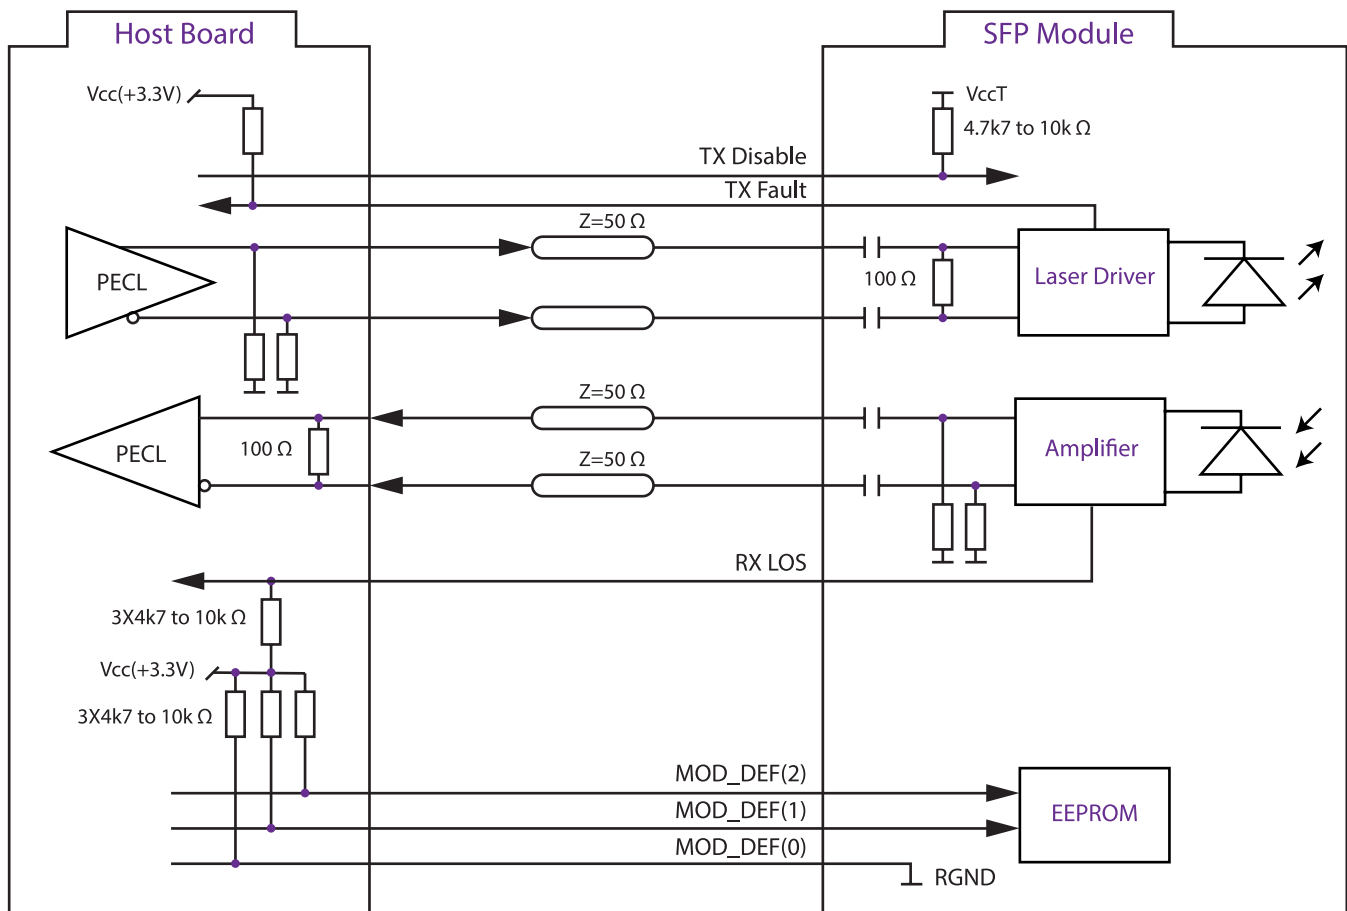 Host Board
SFP Module
Vcc(+3.3V)
VccT
4.7k7 to 10k Ω
TX Disable
TX Fault
Z=50 Ω
PECL
100 Ω
Laser Driver
Z=50 Ω
PECL
100 Ω
Z=50 Ω
Amplifier
RX LOS
3X4k7 to 10k Ω
Vcc(+3.3V)
3X4k7 to 10k Ω
MOD_DEF(2)
MOD_DEF(1)
EEPROM
MOD_DEF(0)
RGND